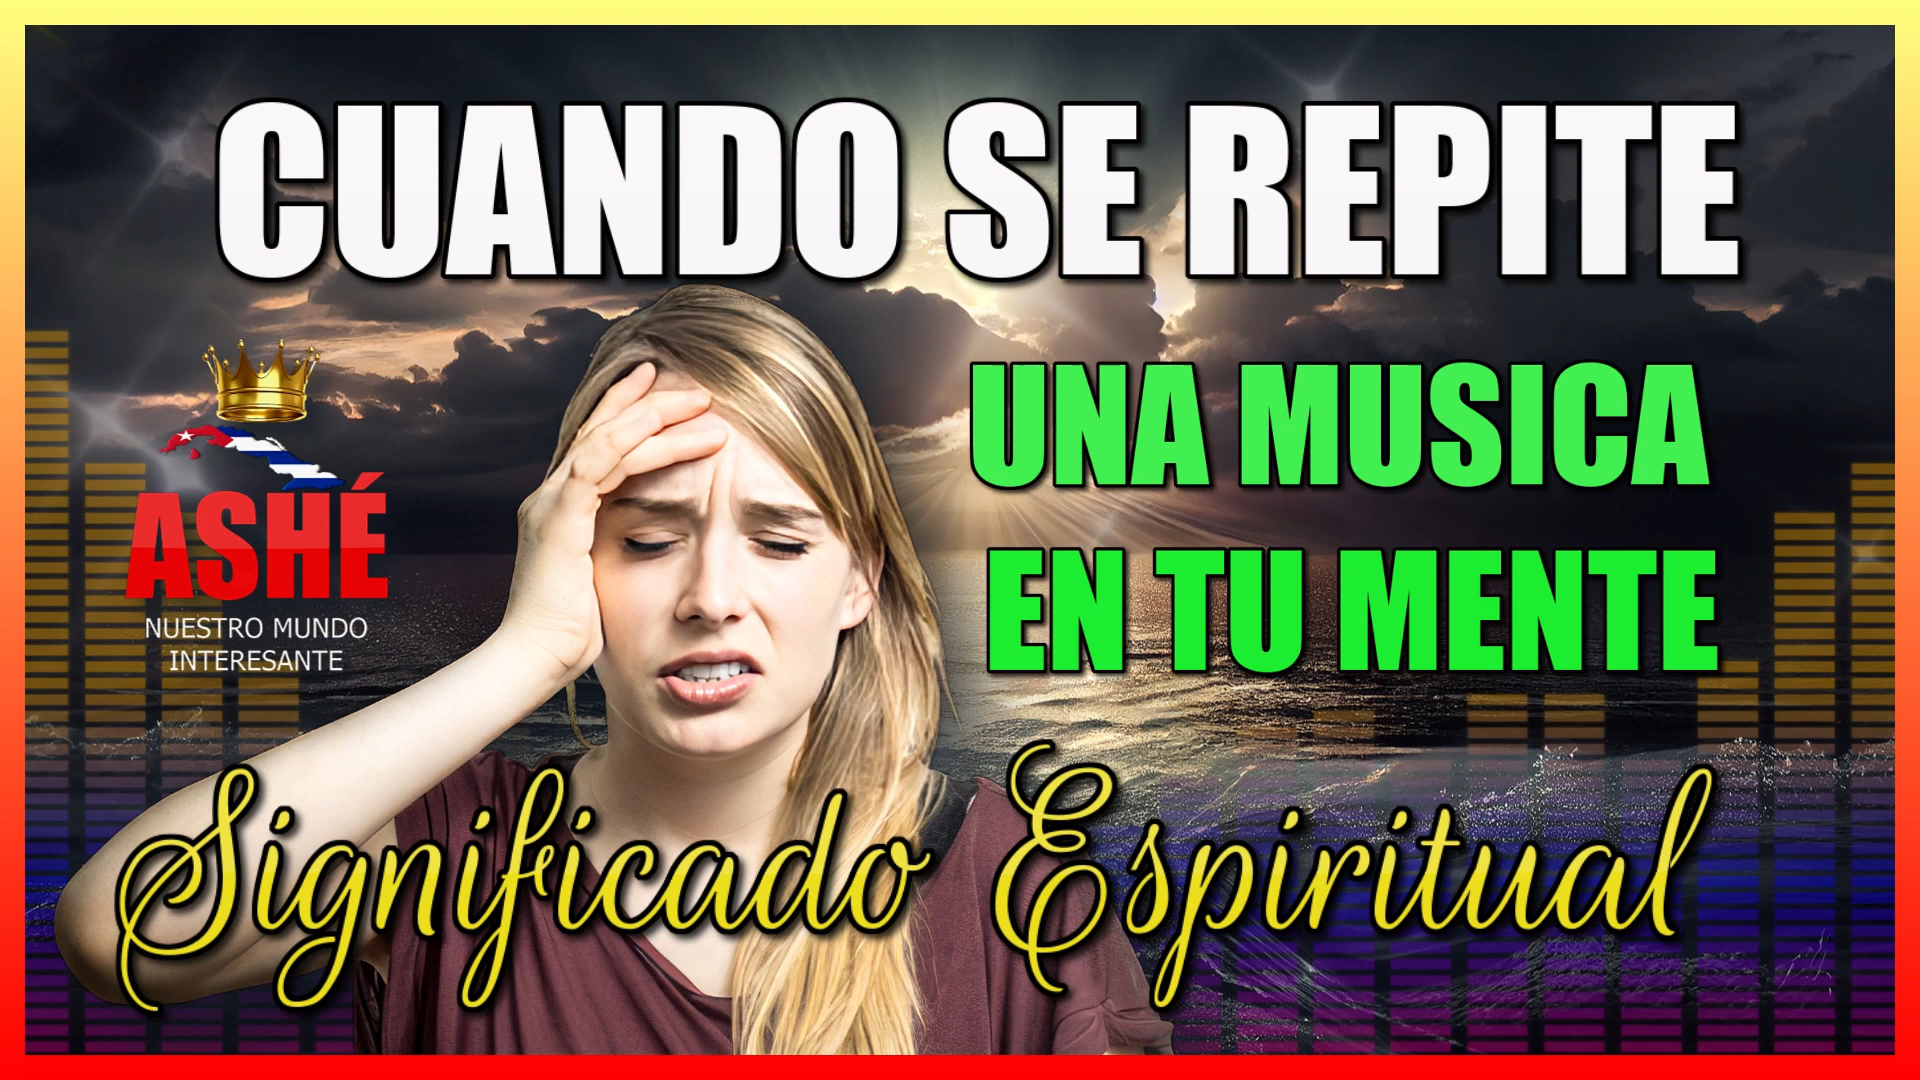 CUANDO SE REPITE
UNA MUSICA
EN TU MENTE
ASHÉ
NUESTRO MUNDO
INTERESANTE
Significado Espiritual